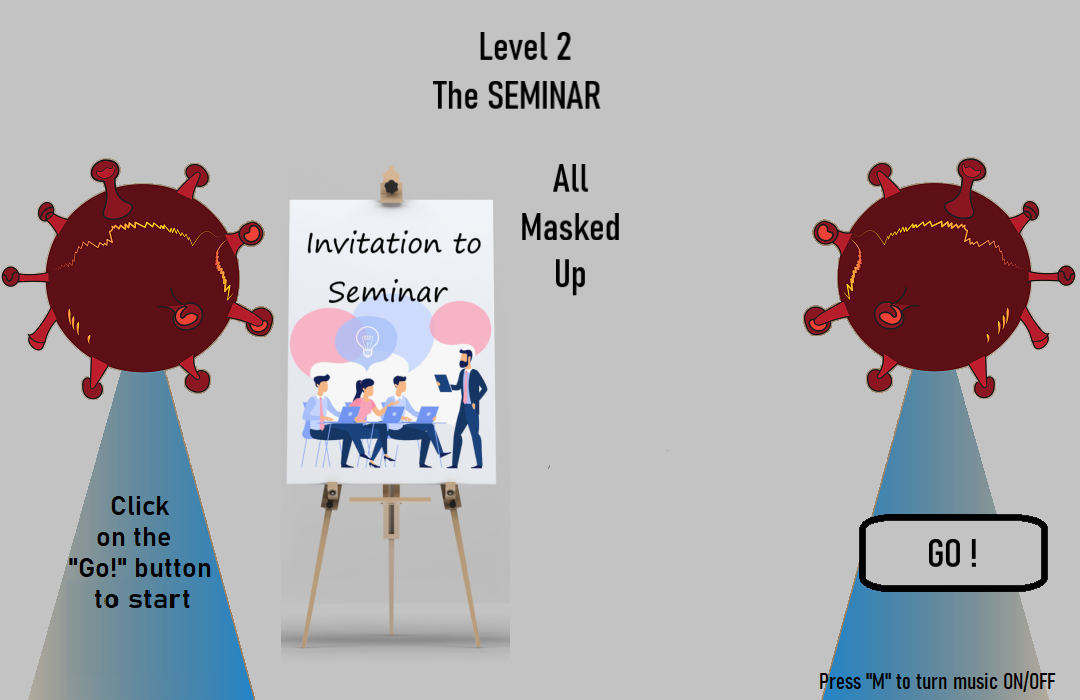 Level 2
The SEMINAR
All
Masked
Up
Invitation to
Seminar
Click
on the
"Go!" button
to start
GO !
Press "M" to turn music ON/OFF